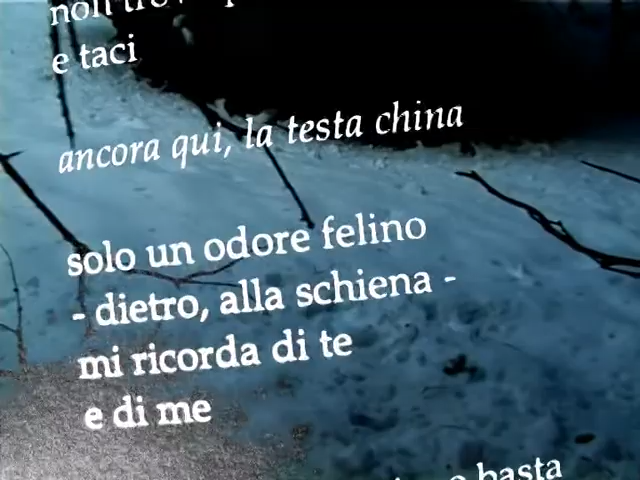 e taci
ancora qui, la testa china
solo un odore felino
- dietro, alla schiena -
mi ricorda di te
e di me
basta